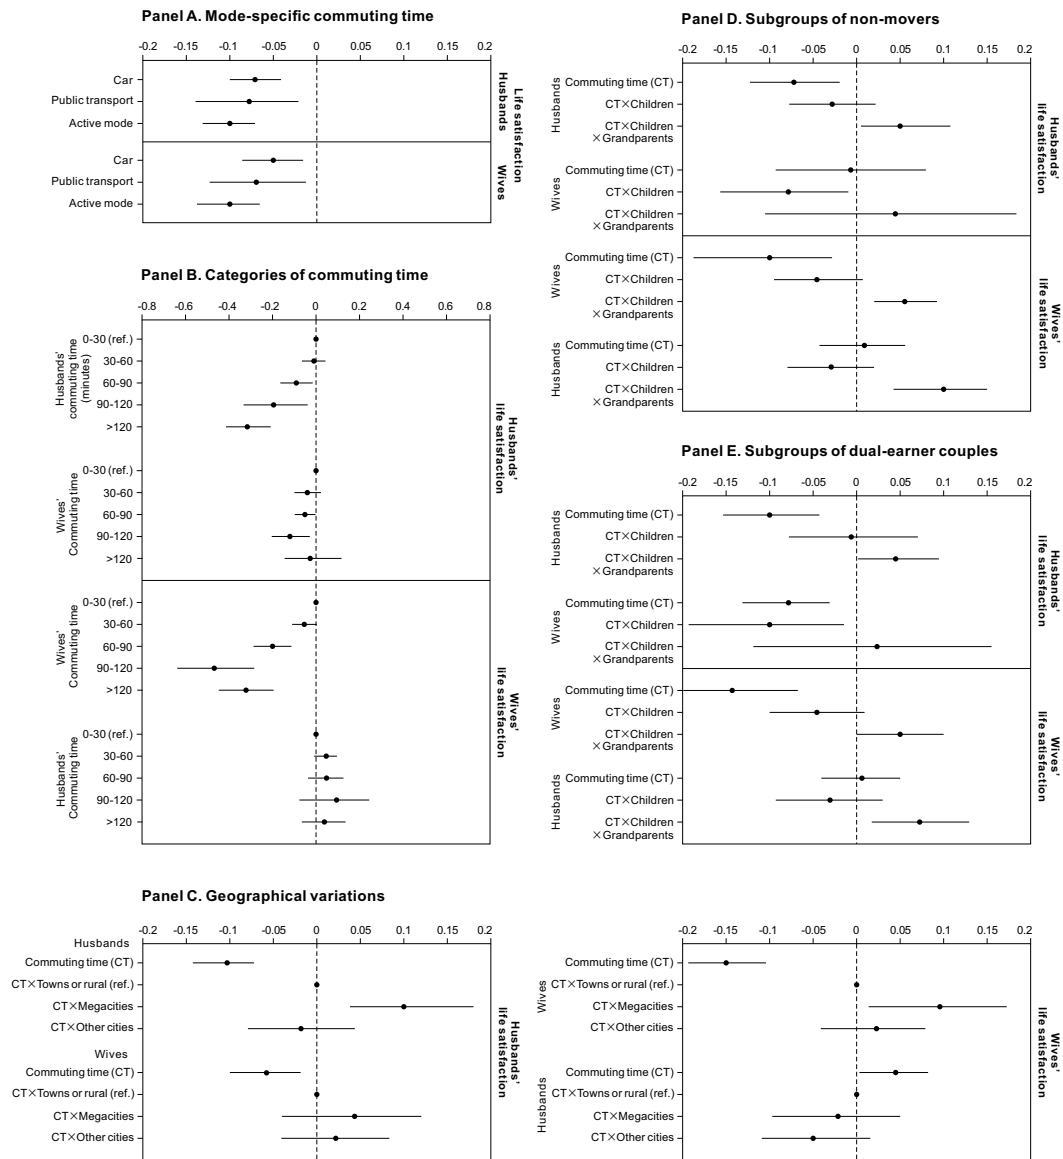 Panel A. Mode-specific commuting time
-0.2 -0.15 -0.1 -0.05 0 0.05 0.1 0.15 0.2
Car
Public transport
Active mode
Husbands
Life satisfaction
Car
Public transport
Active mode
Wives
Panel B. Categories of commuting time
-0.8 -0.6 -0.4 -0.2 0 0.2 0.4 0.6 0.8
Husbands'
commuting time
(minutes)
0-30 (ref.)
30-60
60-90
90-120
>120
Wives'
Commuting time
0-30 (ref.)
30-60
60-90
90-120
>120
Husbands'
life satisfaction
Wives'
Commuting time
0-30 (ref.)
30-60
60-90
90-120
>120
Husbands'
Commuting time
0-30 (ref.)
30-60
60-90
90-120
>120
Wives'
life satisfaction
Panel C. Geographical variations
-0.2 -0.15 -0.1 -0.05 0 0.05 0.1 0.15 0.2
Husbands
Commuting time (CT)
CT×Towns or rural (ref.)
CT×Megacities
CT×Other cities
Wives
Commuting time (CT)
CT×Towns or rural (ref.)
CT×Megacities
CT×Other cities
Husbands'
life satisfaction
Panel D. Subgroups of non-movers
-0.2 -0.15 -0.1 -0.05 0 0.05 0.1 0.15 0.2
Husbands
Commuting time (CT)
CT×Children
CT×Children
×Grandparents
Wives
Commuting time (CT)
CT×Children
CT×Children
×Grandparents
Husbands'
life satisfaction
Wives
Commuting time (CT)
CT×Children
CT×Children
×Grandparents
Husbands
Commuting time (CT)
CT×Children
CT×Children
×Grandparents
Wives'
life satisfaction
Panel E. Subgroups of dual-earner couples
-0.2 -0.15 -0.1 -0.05 0 0.05 0.1 0.15 0.2
Husbands
Commuting time (CT)
CT×Children
CT×Children
×Grandparents
Wives
Commuting time (CT)
CT×Children
CT×Children
×Grandparents
Husbands'
life satisfaction
Wives
Commuting time (CT)
CT×Children
CT×Children
×Grandparents
Husbands
Commuting time (CT)
CT×Children
CT×Children
×Grandparents
Wives'
life satisfaction
-0.2 -0.15 -0.1 -0.05 0 0.05 0.1 0.15 0.2
Wives
Commuting time (CT)
CT×Towns or rural (ref.)
CT×Megacities
CT×Other cities
Husbands
Commuting time (CT)
CT×Towns or rural (ref.)
CT×Megacities
CT×Other cities
Wives'
life satisfaction